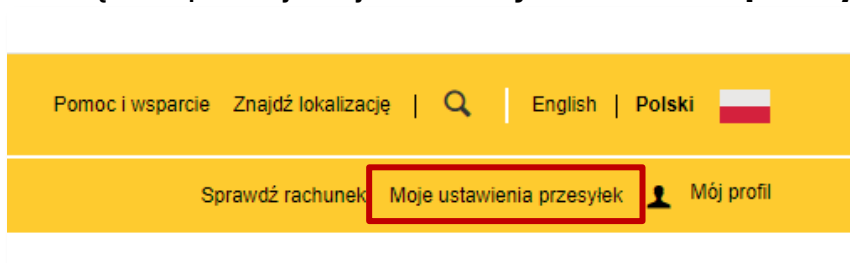 Pomoc i wsparcie Znajdź lokalizację | English | Polski
Sprawdź rachunek Moje ustawienia przesyłek Mój profil